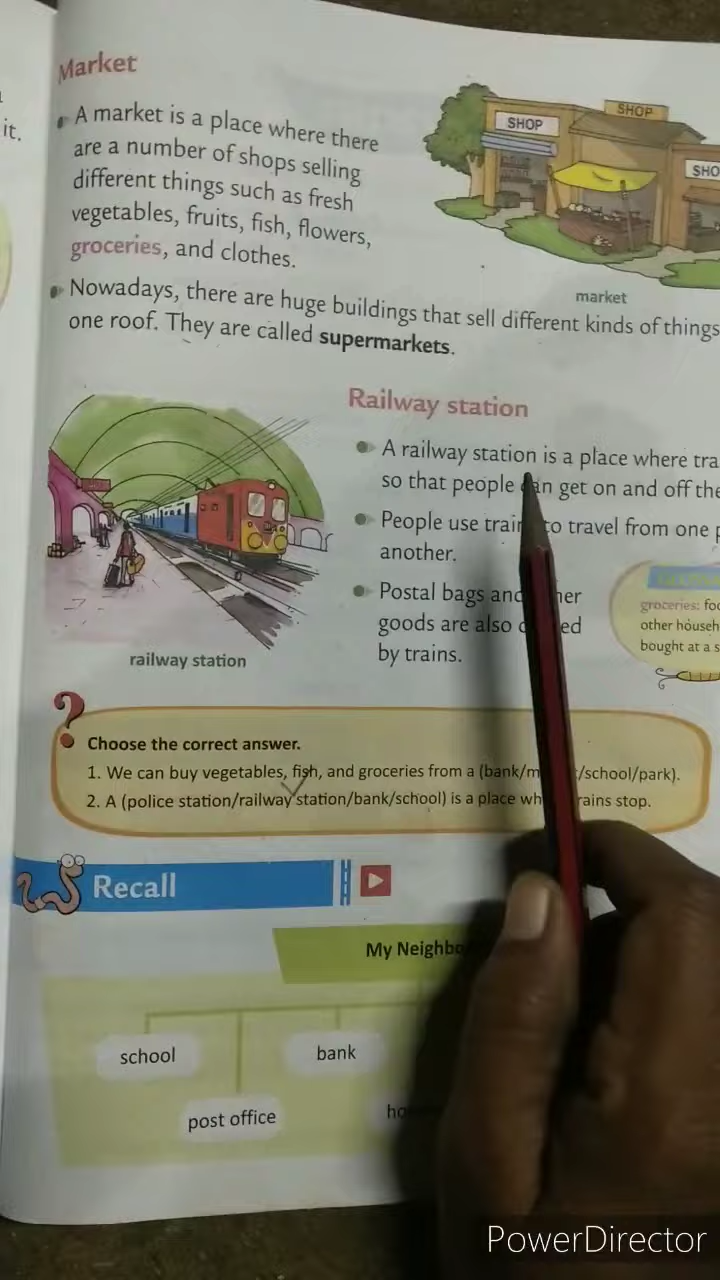 it.
Market
A market is a place where there
are a number of shops selling
different things such as fresh
vegetables, fruits, fish, flowers,
groceries, and clothes.
SHOP
SHOP
SHO
market
Nowadays, there are huge buildings that sell different kinds of things
one roof. They are called supermarkets.
railway station
Railway station
A railway station is a place where tra
so that people can get on and off the
People use train to travel from one p
another.
Postal bags and her
goods are also ed
by trains.
groceries: foo
other househ
bought at a s
?
Choose the correct answer.
1. We can buy vegetables, fish, and groceries from a (bank/m /school/park).
2. A (police station/railway station/bank/school) is a place wh rains stop.
Recall
My Neighbo
school
bank
post office
ho
PowerDirector